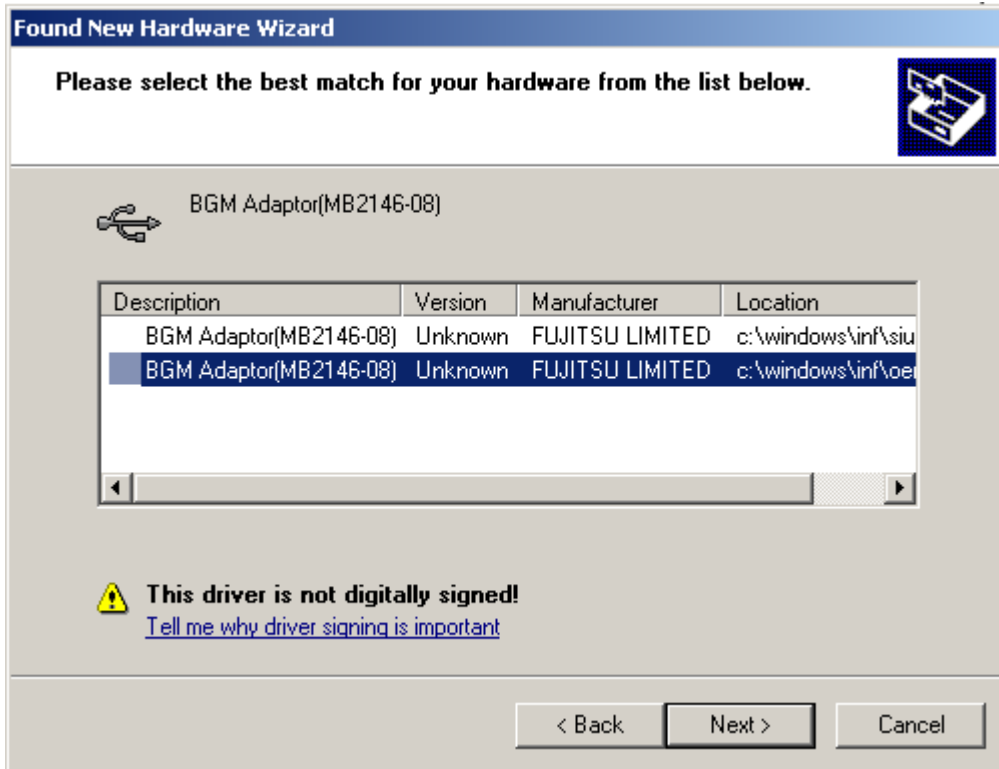 Found New Hardware Wizard
Please select the best match for your hardware from the list below.
BGM Adaptor(MB2146-08)
Description Version Manufacturer Location
BGM Adaptor(MB2146-08) Unknown FUJITSU LIMITED c:\windows\inf\siu
BGM Adaptor(MB2146-08) Unknown FUJITSU LIMITED c:\windows\inf\oe
This driver is not digitally signed!
Tell me why driver signing is important
< Back Next > Cancel